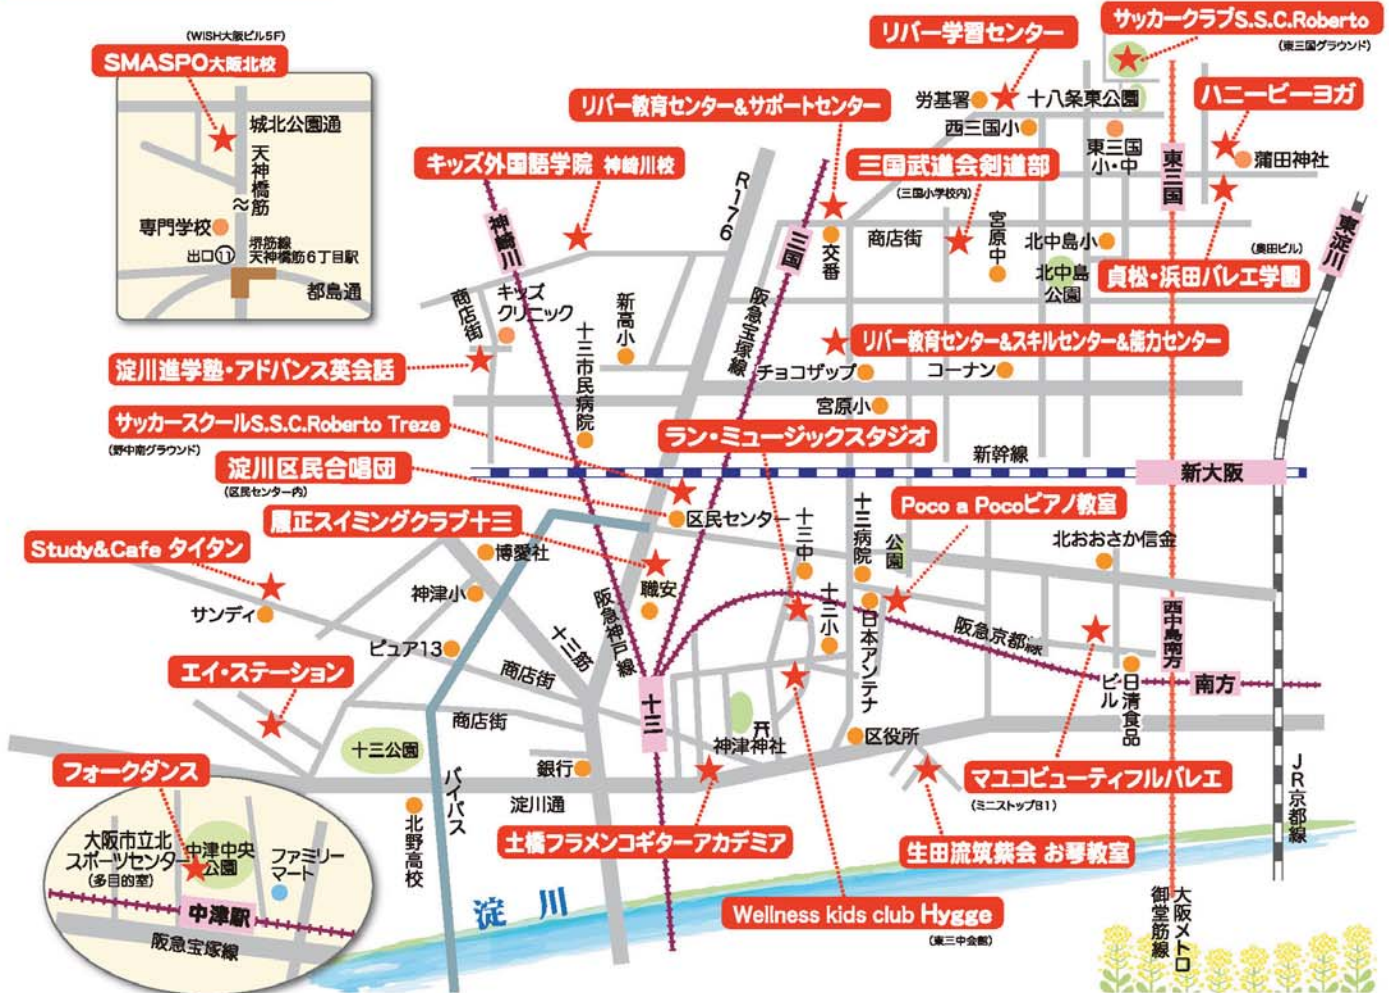 (WISH大阪ビル5F)
SMASPO大阪北校
城北公園通
天神橋筋
専門学校
出口⑪
堺筋線
天神橋筋6丁目駅
都島通
リバー学習センター
サッカークラブS.S.C.Roberto
(東三国グラウンド)
リバー教育センター&サポートセンター
労基署
十八条東公園
ハニービーヨガ
西三国小
東三国
小・中
蒲田神社
キッズ外国語学院 神崎川校
三国武道会剣道部
(三国小学校内)
東三国
R176
神崎川
三国
交番
商店街
宮原中
北中島小
北中島
公園
(奥田ビル)
貞松・浜田バレエ学園
東淀川
商店街
キッズ
クリニック
新高小
十三市民病院
阪急宝塚線
淀川進学塾・アドバンス英会話
リバー教育センター&スキルセンター&能力センター
チョコザップ
コーナン
宮原小
サッカースクールS.S.C.Roberto Treze
(野中南グラウンド)
ラン・ミュージックスタジオ
新幹線
新大阪
淀川区民合唱団
(区民センター内)
履正スイミングクラブ十三
区民センター
十三中
十三病院
公園
Poco a Pocoピアノ教室
北おおさか信金
Study&Cafe タイタン
博愛社
神津小
職安
サンディ
阪急神戸線
十三筋
十三小
日本アンテナ
阪急京都線
西中島南方
ピュア13
エイ・ステーション
商店街
商店街
十三
南方
日清食品
ビル
十三公園
神津神社
区役所
銀行
バイパス
淀川通
フォークダンス
マユコビューティフルバレエ
(ミニストップB1)
JR京都線
大阪市立北
スポーツセンター
(多目的室)
中津中央
公園
ファミリー
マート
中津駅
阪急宝塚線
北野高校
土橋フラメンコギターアカデミア
生田流筑紫会 お琴教室
淀川
Wellness kids club Hygge
(東三中会館)
大阪メトロ
御堂筋線